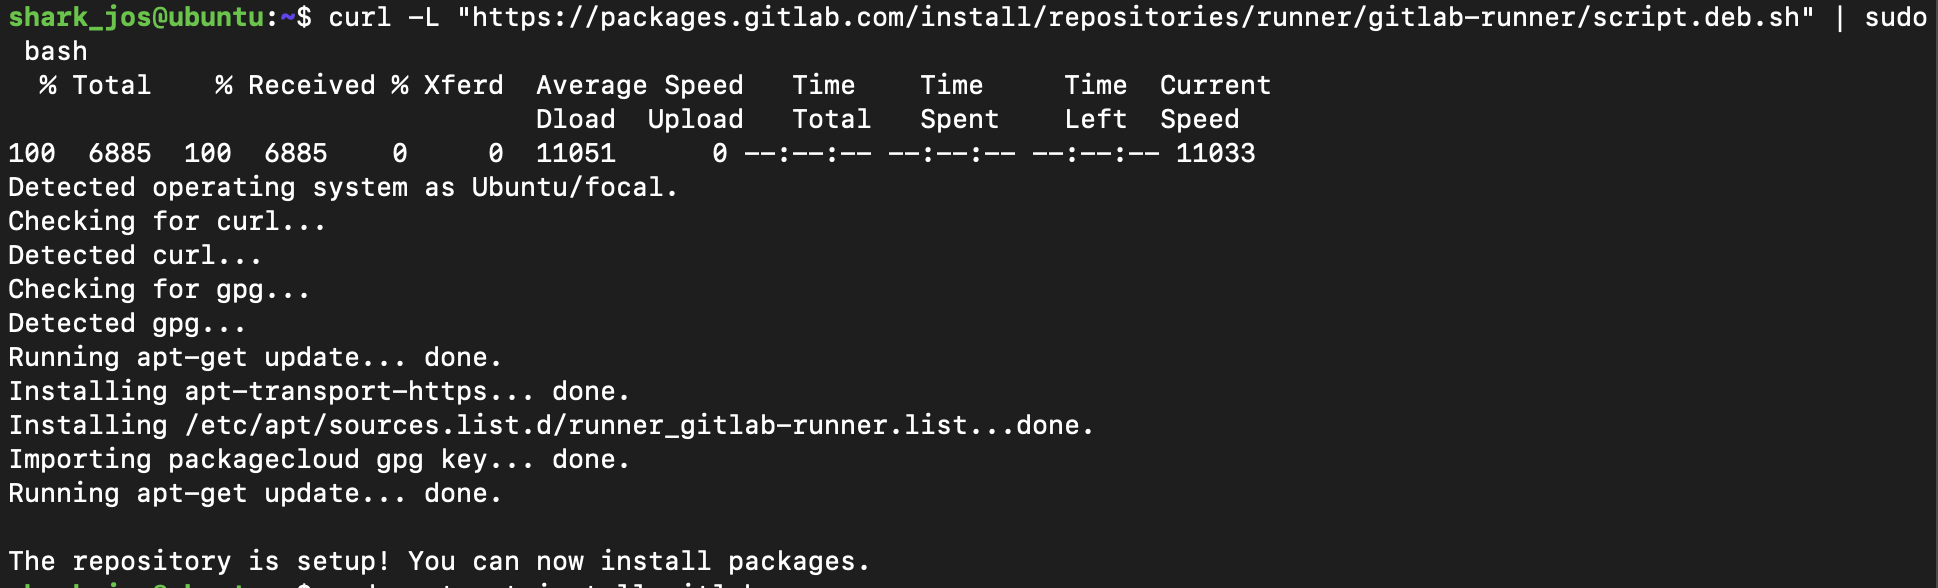 shark_jos@ubuntu:~$ curl -L "https://packages.gitlab.com/install/repositories/runner/gitlab-runner/script.deb.sh" | sudo
bash
% Total % Received % Xferd Average Speed Time Time Time Current
Dload Upload Total Spent Left Speed
100 6885 100 6885 0 0 11051 0 --:--:-- --:--:-- --:--:-- 11033
Detected operating system as Ubuntu/focal.
Checking for curl...
Detected curl...
Checking for gpg...
Detected gpg...
Running apt-get update... done.
Installing apt-transport-https... done.
Installing /etc/apt/sources.list.d/runner_gitlab-runner.list...done.
Importing packagecloud gpg key... done.
Running apt-get update... done.
The repository is setup! You can now install packages.